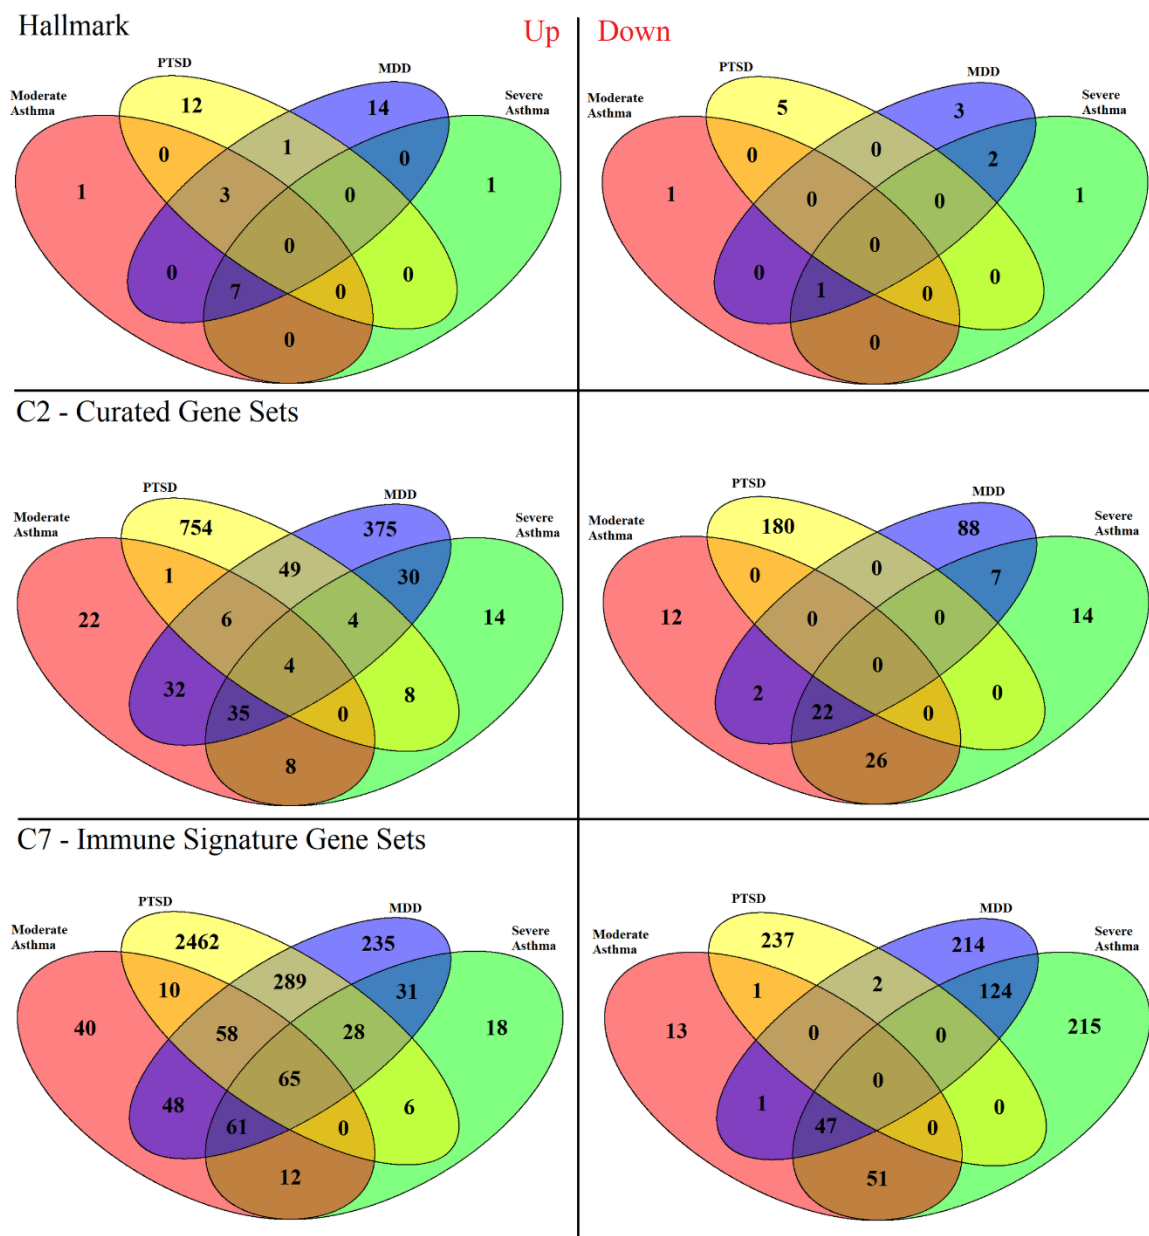 Hallmark
Up
Down
PTSD
MDD
Moderate
Asthma
Severe
Asthma
12
14
0
1
0
1
3
0
1
0
0
7
0
0
0
PTSD
MDD
Moderate
Asthma
Severe
Asthma
5
3
0
0
2
1
0
0
1
0
0
1
0
0
0
C2 - Curated Gene Sets
PTSD
MDD
Moderate
Asthma
Severe
Asthma
754
375
1
49
30
22
6
4
14
4
32
35
0
8
8
PTSD
MDD
Moderate
Asthma
Severe
Asthma
180
88
0
0
7
12
0
0
14
0
2
22
0
0
26
C7 - Immune Signature Gene Sets
PTSD
MDD
Moderate
Asthma
Severe
Asthma
2462
235
10
289
31
40
58
28
18
65
48
61
0
6
12
PTSD
MDD
Moderate
Asthma
Severe
Asthma
237
214
1
2
124
13
0
0
215
0
1
47
0
0
51